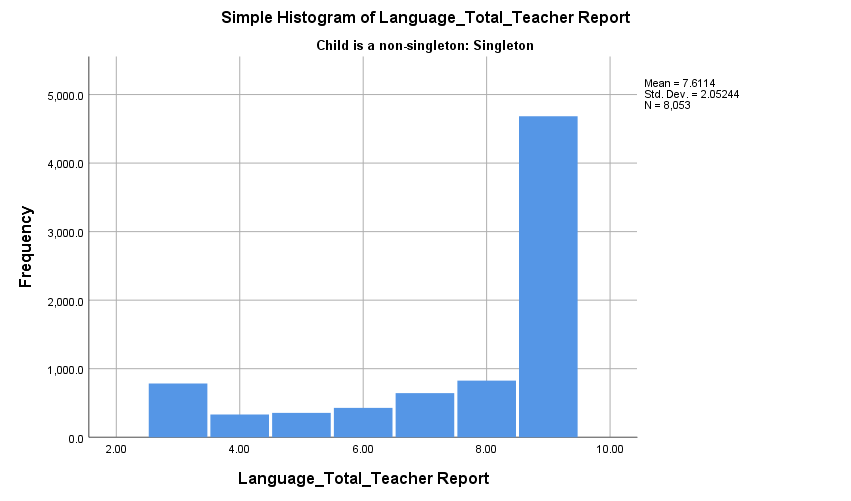 Simple Histogram of Language_Total_Teacher Report
Child is a non-singleton: Singleton
Mean = 7.6114
Std. Dev. = 2.05244
N = 8,053
5,000.0
4,000.0
3,000.0
2,000.0
1,000.0
0.0
Frequency
2.00 4.00 6.00 8.00 10.00
Language_Total_Teacher Report